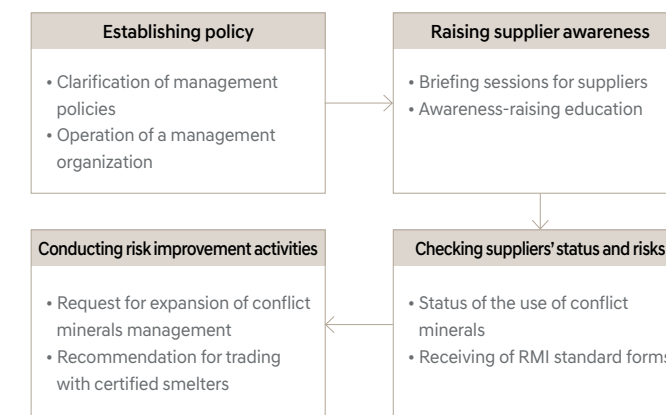 Establishing policy
• Clarification of management
policies
• Operation of a management
organization
Raising supplier awareness
• Briefing sessions for suppliers
• Awareness-raising education
Conducting risk improvement activities
• Request for expansion of conflict
minerals management
• Recommendation for trading
with certified smelters
Checking suppliers' status and risks
• Status of the use of conflict
minerals
• Receiving of RMI standard forms